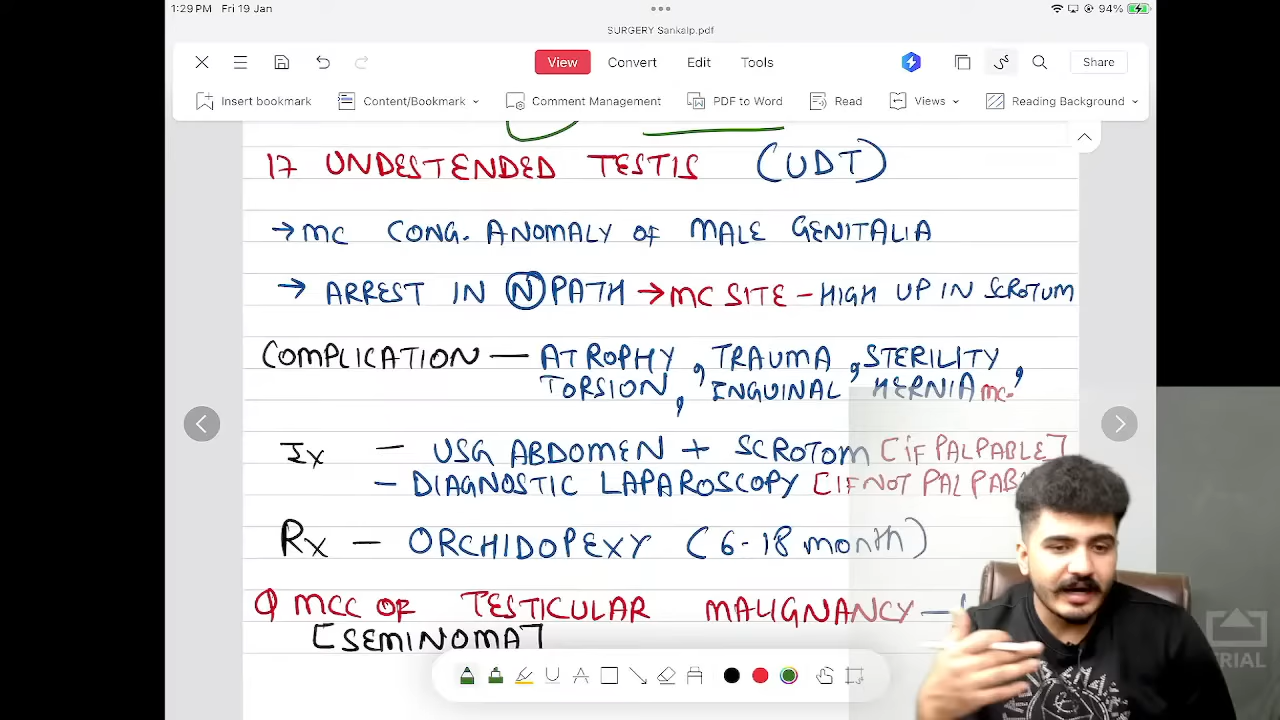 1:29 PM Fri 19 Jan
94%
SURGERY Sankalp.pdf
View Convert Edit Tools
Share
Insert bookmark Content/Bookmark Comment Management PDF to Word Read Views Reading Background
17 UNDESTENDED TESTIS (UDT)
→ MC CONG. ANOMALY OF MALE GENITALIA
→ ARREST IN N PATH → MC SITE - HIGH UP IN SCROTUM
COMPLICATION — ATROPHY, TRAUMA, STERILITY,
TORSION, INGUINAL HERNIA mc.
Ix — USG ABDOMEN + SCROTOM [IF PALPABLE]
- DIAGNOSTIC LAPAROSCOPY [IF NOT PALPAB
Rx — ORCHIDOPEXY (6-18 month)
Q MCC OF TESTICULAR MALIGNANCY —
[SEMINOMA]